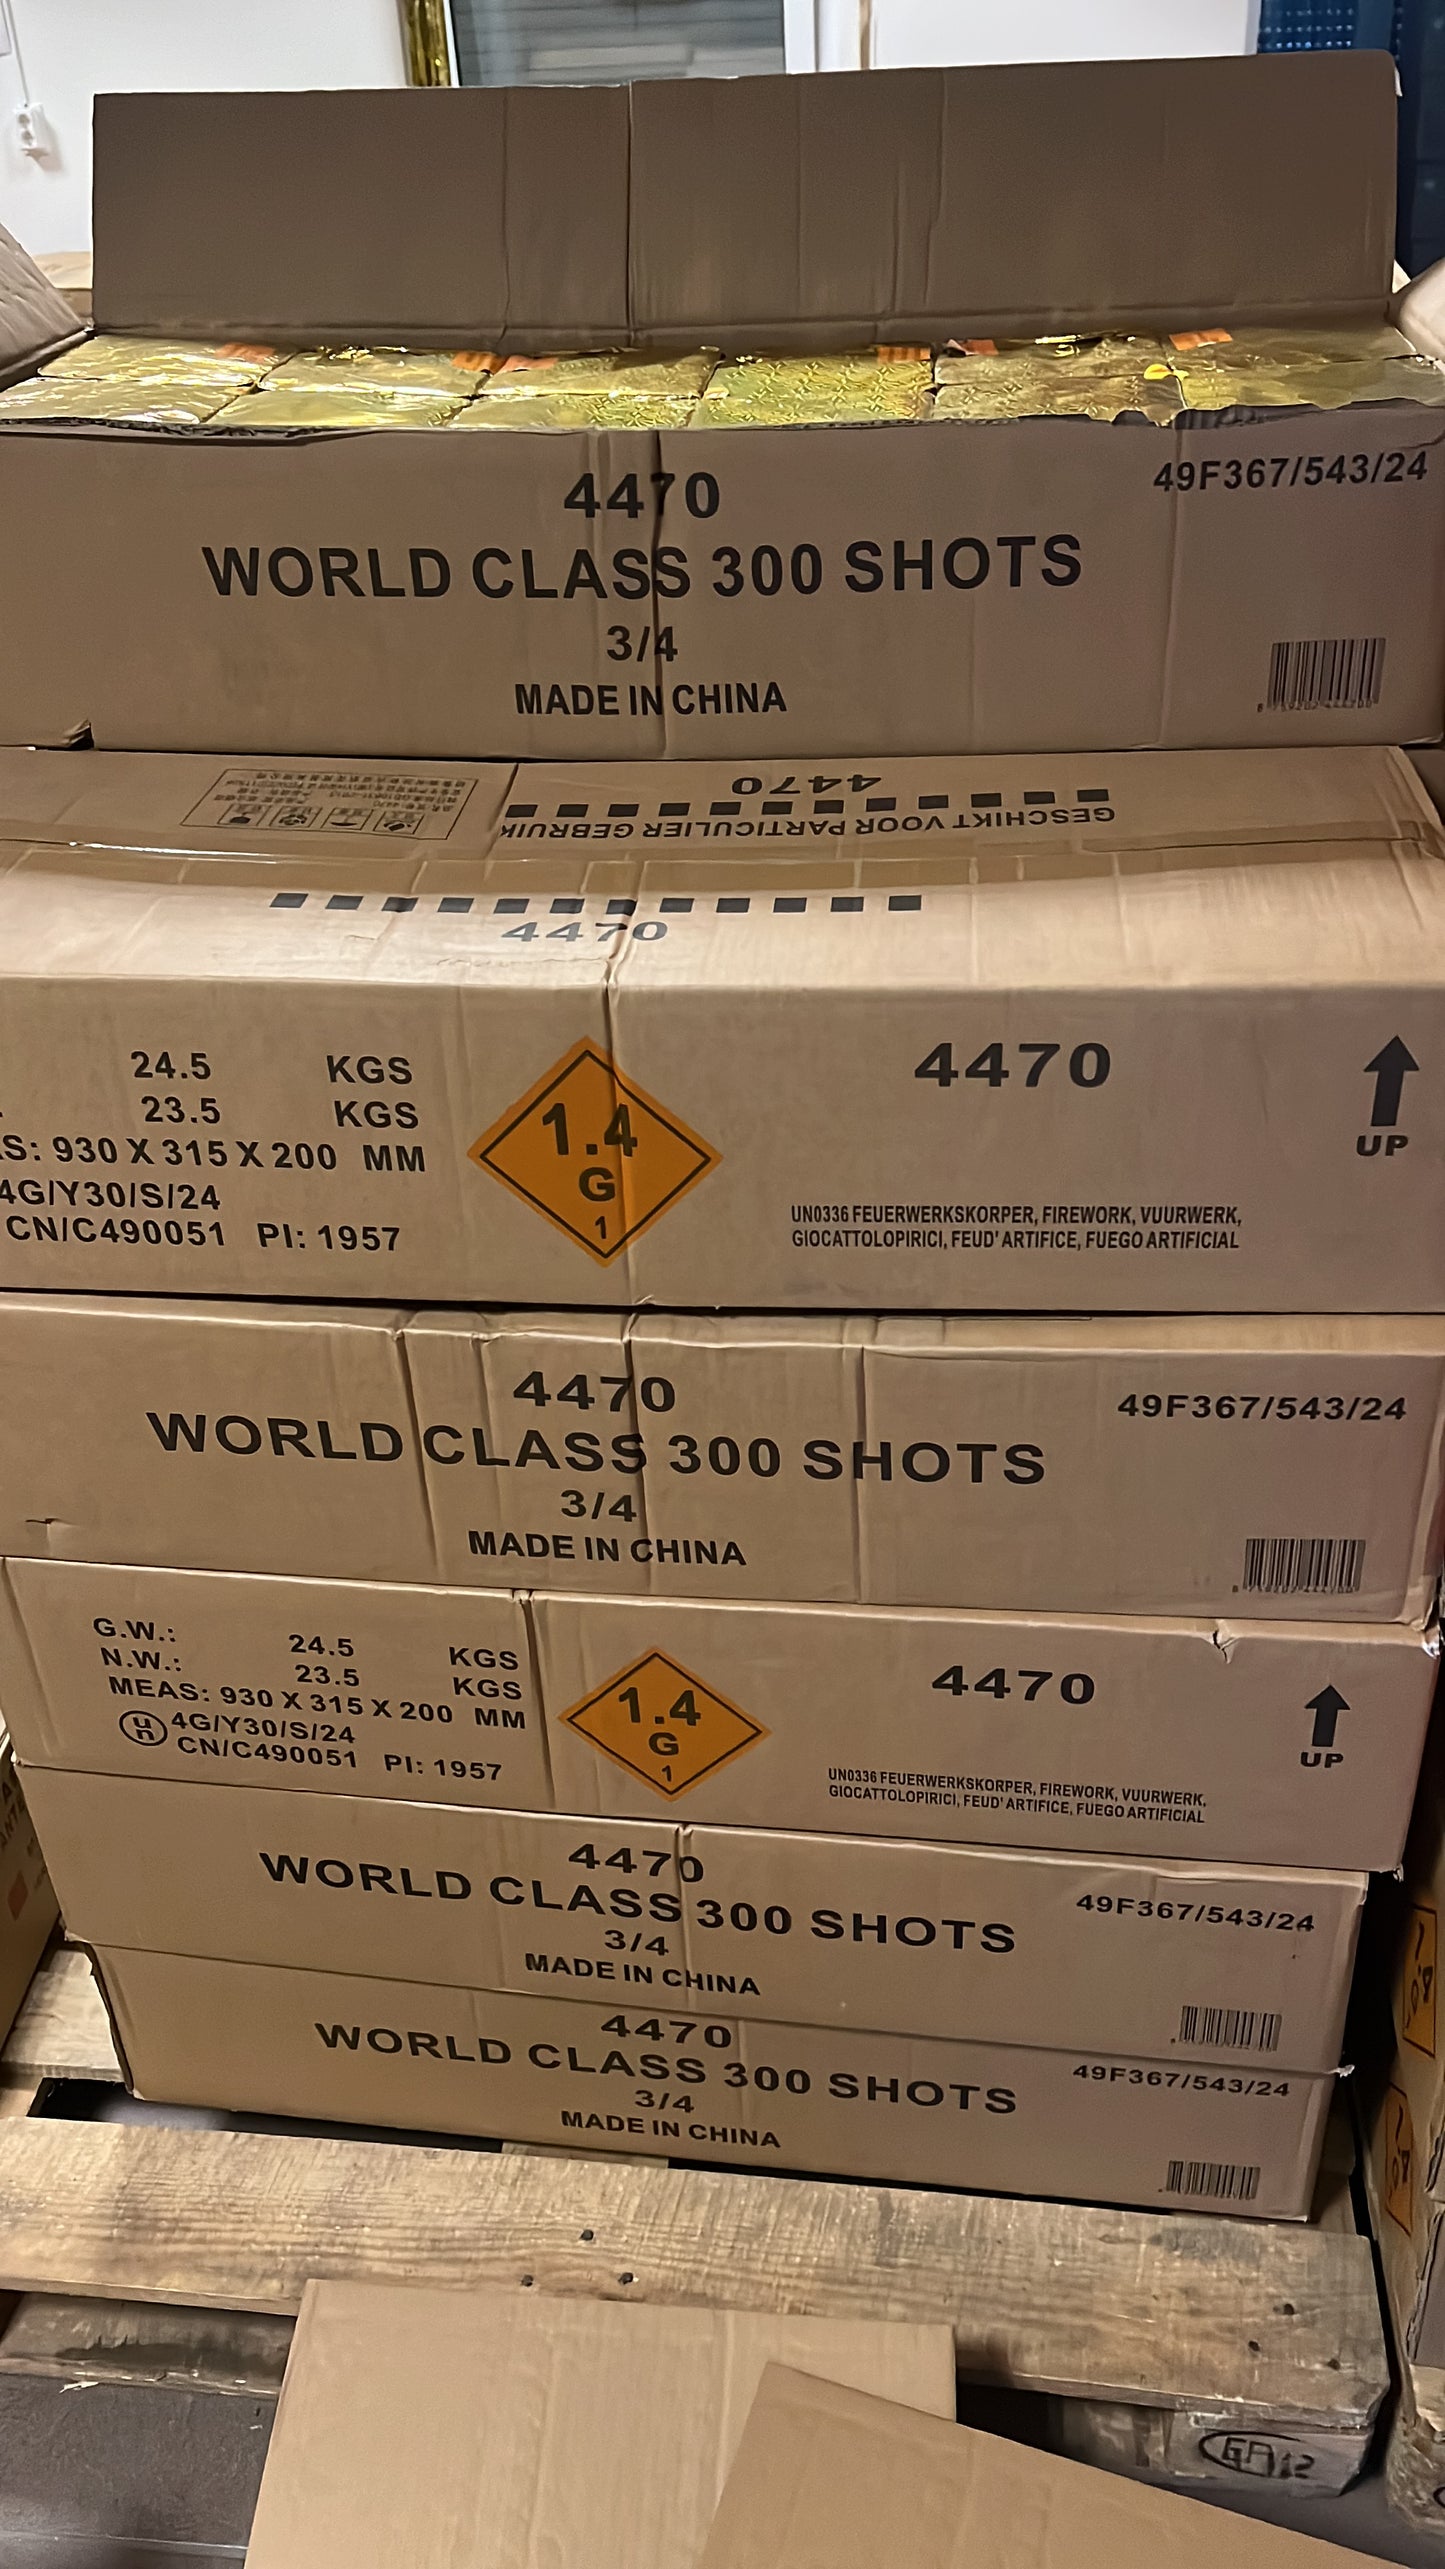 4470
49F367/543/24
WORLD CLASS 300 SHOTS
3/4
MADE IN CHINA
4470
GESCHIKT VOOR PARTICULIER GEBRUIK
4470
24.5 KGS
23.5 KGS
S: 930 X 315 X 200 MM
4G/Y30/S/24
CN/C490051 PI: 1957
1.4
G
1
4470
UP
UN0336 FEUERWERKSKORPER, FIREWORK, VUURWERK,
GIOCATTOLOPIRICI, FEUD' ARTIFICE, FUEGO ARTIFICIAL
4470
49F367/543/24
WORLD CLASS 300 SHOTS
3/4
MADE IN CHINA
G.W.: 24.5 KGS
N.W.: 23.5 KGS
MEAS: 930 X 315 X 200 MM
un 4G/Y30/S/24
CN/C490051 PI: 1957
1.4
G
1
4470
UP
UN0336 FEUERWERKSKORPER, FIREWORK, VUURWERK,
GIOCATTOLOPIRICI, FEUD' ARTIFICE, FUEGO ARTIFICIAL
4470
49F367/543/24
WORLD CLASS 300 SHOTS
3/4
MADE IN CHINA
4470
49F367/543/24
WORLD CLASS 300 SHOTS
3/4
MADE IN CHINA
GA12